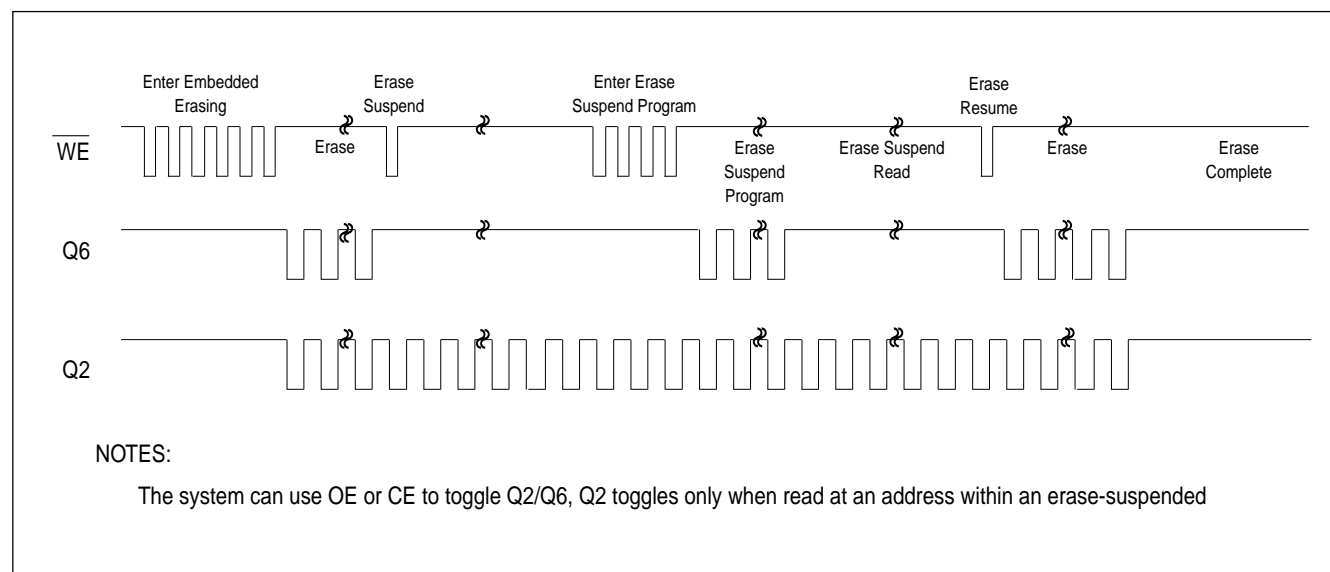 Enter Embedded
Erasing
Erase
Suspend
Enter Erase
Suspend Program
Erase
Resume
WE
Erase
Erase
Suspend
Program
Erase Suspend
Read
Erase
Erase
Complete
Q6
Q2
NOTES:
The system can use OE or CE to toggle Q2/Q6, Q2 toggles only when read at an address within an erase-suspended